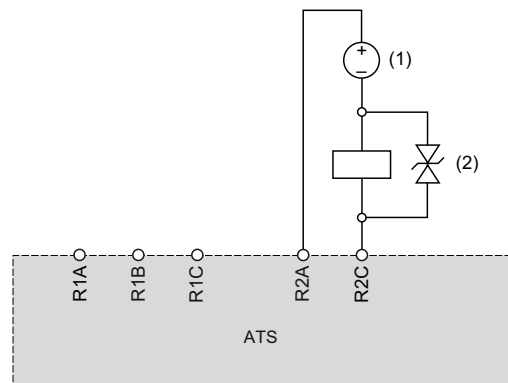 +
(1)
–
(2)
R1A
R1B
R1C
R2A
R2C
ATS